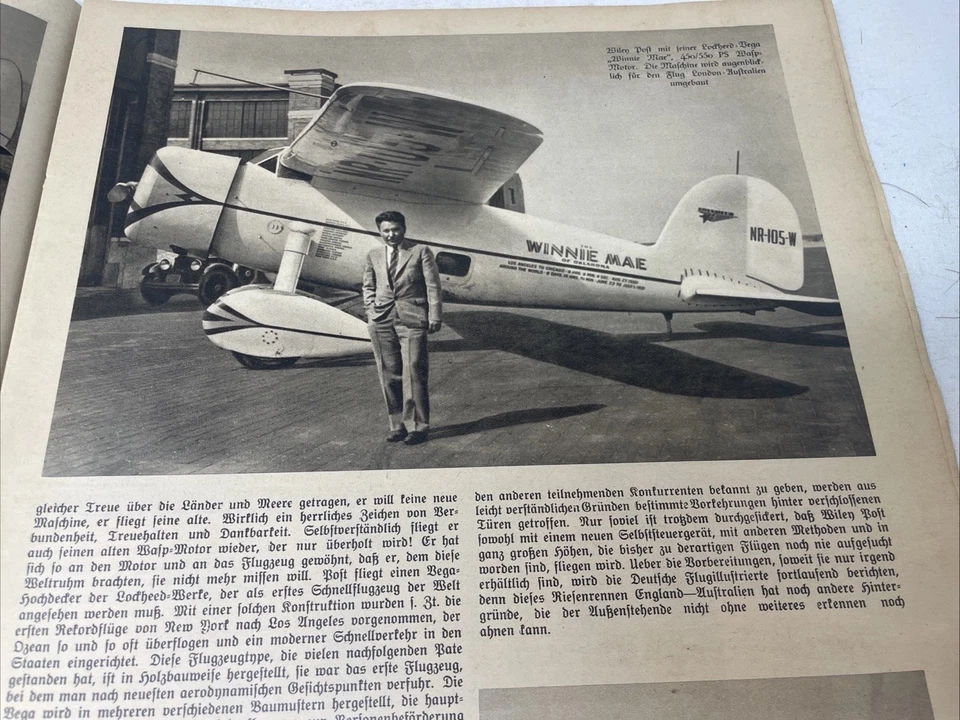 Wiley Post mit seiner Lockheed-Vega
„Winnie Mae", 450/550 PS Wasp-
Motor. Die Maschine wird augenblick-
lich für den Flug London-Australien
umgebaut
THE
WINNIE MAE
OF OKLAHOMA
NR-105-W
gleicher Treue über die Länder und Meere getragen, er will keine neue
Maschine, er fliegt seine alte. Wirklich ein herrliches Zeichen von Ver-
bundenheit, Treuehalten und Dankbarkeit. Selbstverständlich fliegt er
auch seinen alten Wasp-Motor wieder, der nur überholt wird! Er hat
sich so an den Motor und an das Flugzeug gewöhnt, daß er, dem diese
Weltruhm brachten, sie nicht mehr missen will. Post fliegt einen Vega-
Hochdecker der Lockheed-Werke, der als erstes Schnellflugzeug der Welt
angesehen werden muß. Mit einer solchen Konstruktion wurden s. Zt. die
ersten Rekordflüge von New York nach Los Angeles vorgenommen, der
Ozean so und so oft überflogen und ein moderner Schnellverkehr in den
Staaten eingerichtet. Diese Flugzeugtype, die vielen nachfolgenden Pate
gestanden hat, ist in Holzbauweise hergestellt, sie war das erste Flugzeug,
bei dem man nach neuesten aerodynamischen Gesichtspunkten verfuhr. Die
Vega wird in mehreren verschiedenen Baumustern hergestellt, die haupt-
Personenbeförderung
den anderen teilnehmenden Konkurrenten bekannt zu geben, werden aus
leicht verständlichen Gründen bestimmte Vorkehrungen hinter verschlossenen
Türen getroffen. Nur soviel ist trotzdem durchgesickert, daß Wiley Post
sowohl mit einem neuen Selbststeuergerät, mit anderen Methoden und in
ganz großen Höhen, die bisher zu derartigen Flügen noch nie aufgesucht
worden sind, fliegen wird. Ueber die Vorbereitungen, soweit sie nur irgend
erhältlich sind, wird die Deutsche Flugillustrierte fortlaufend berichten,
denn dieses Riesenrennen England—Australien hat noch andere Hinter-
gründe, die der Außenstehende nicht ohne weiteres erkennen noch
ahnen kann.